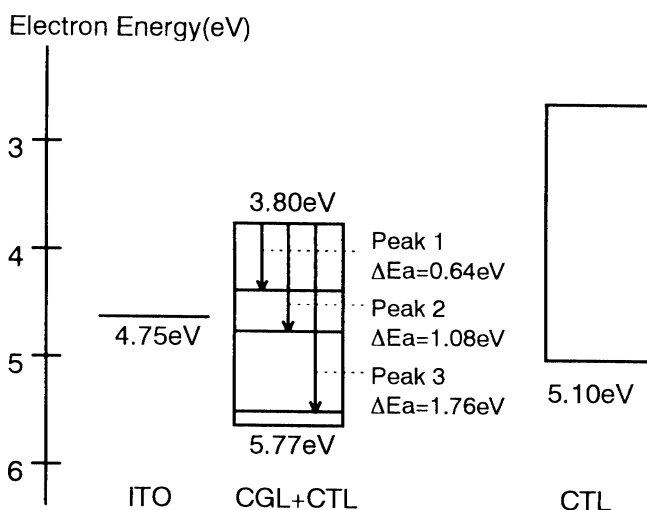 Electron Energy(eV)
3
3.80eV
4
Peak 1
ΔEa=0.64eV
Peak 2
4.75eV
ΔEa=1.08eV
5
Peak 3
5.10eV
ΔEa=1.76eV
5.77eV
6
ITO
CGL+CTL
CTL